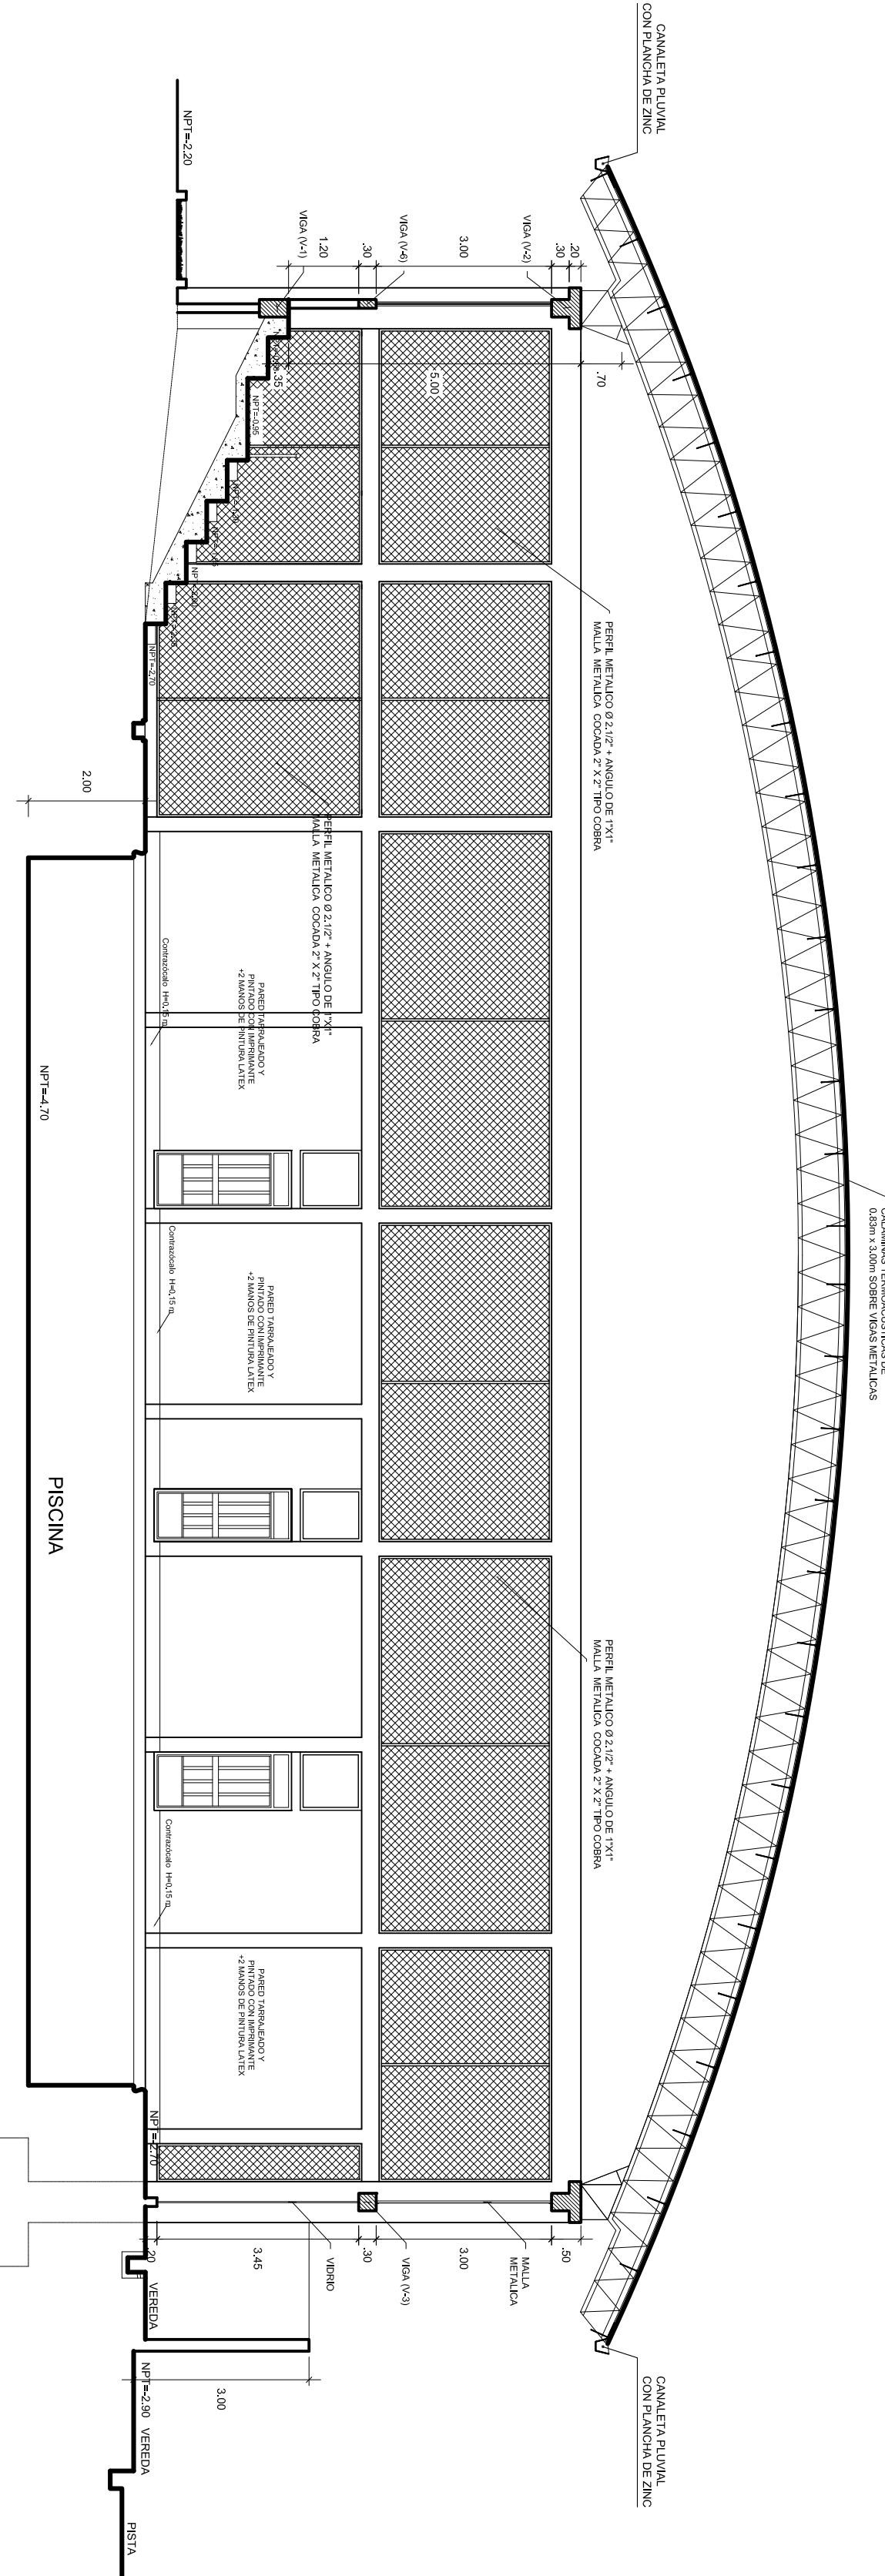 CANALETA PLUVIAL
CON PLANCHA DE ZINC
CALAMINAS TERMOACUSTICAS DE
0.83m x 3.00m SOBRE VIGAS METALICAS
CANALETA PLUVIAL
CON PLANCHA DE ZINC
PERFIL METALICO Ø 2.1/2" + ANGULO DE 1"X1"
MALLA METALICA COCADA 2" X 2" TIPO COBRA
PERFIL METALICO Ø 2.1/2" + ANGULO DE 1"X1"
MALLA METALICA COCADA 2" X 2" TIPO COBRA
.70
.20
.30
VIGA (V-2)
3.00
5.00
VIGA (V-6)
.30
1.20
VIGA (V-1)
.35
NPT=-0.95
NPT=-2.70
NPT=-2.20
PERFIL METALICO Ø 2.1/2" + ANGULO DE 1"X1"
MALLA METALICA COCADA 2" X 2" TIPO COBRA
PARED TARRAJEADO Y
PINTADO CON IMPRIMANTE
+2 MANOS DE PINTURA LATEX
Contrazócalo H=0,15 m
PARED TARRAJEADO Y
PINTADO CON IMPRIMANTE
+2 MANOS DE PINTURA LATEX
Contrazócalo H=0,15 m
Contrazócalo H=0,15 m
PARED TARRAJEADO Y
PINTADO CON IMPRIMANTE
+2 MANOS DE PINTURA LATEX
NPT=-2.70
.50
MALLA
METALICA
3.00
VIGA (V-3)
.30
VIDRIO
3.45
.20
VEREDA
3.00
NPT=-2.90 VEREDA
PISTA
2.00
NPT=-4.70
PISCINA